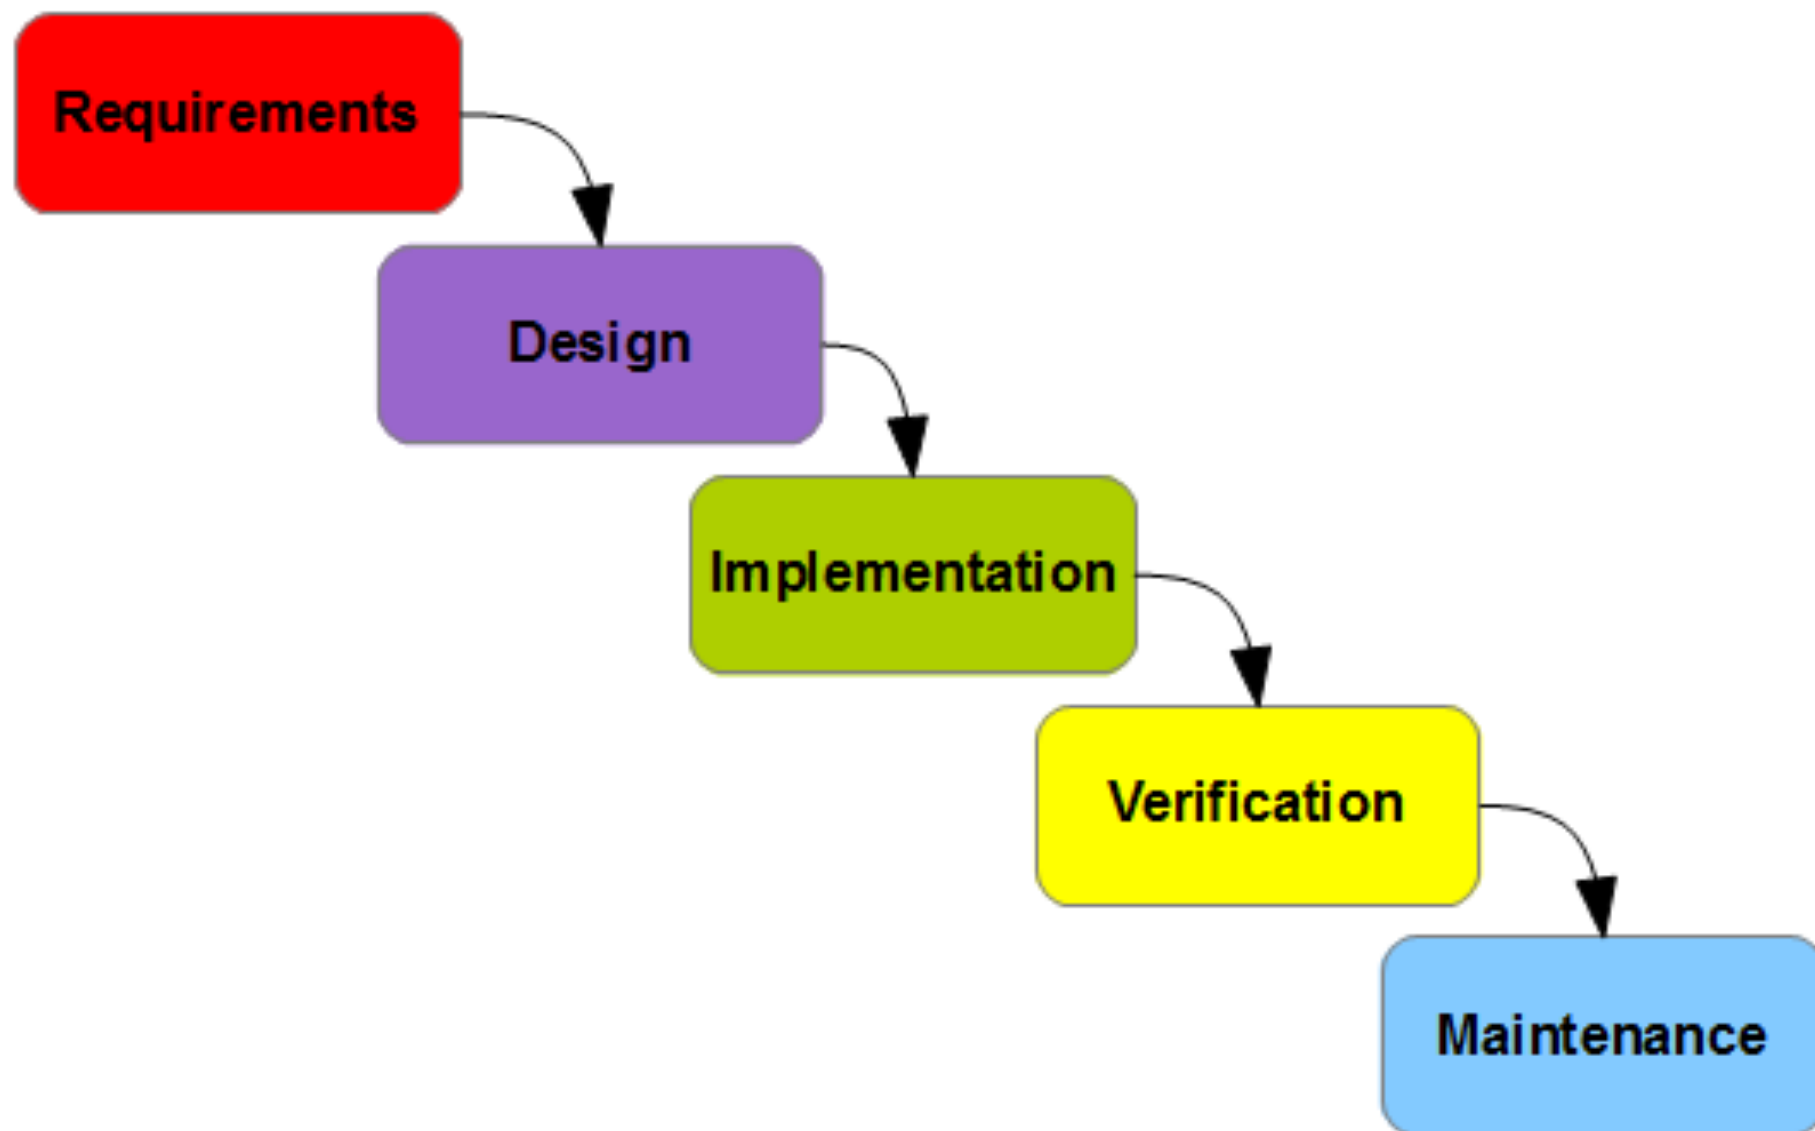 Requirements
Design
Implementation
Verification
Maintenance